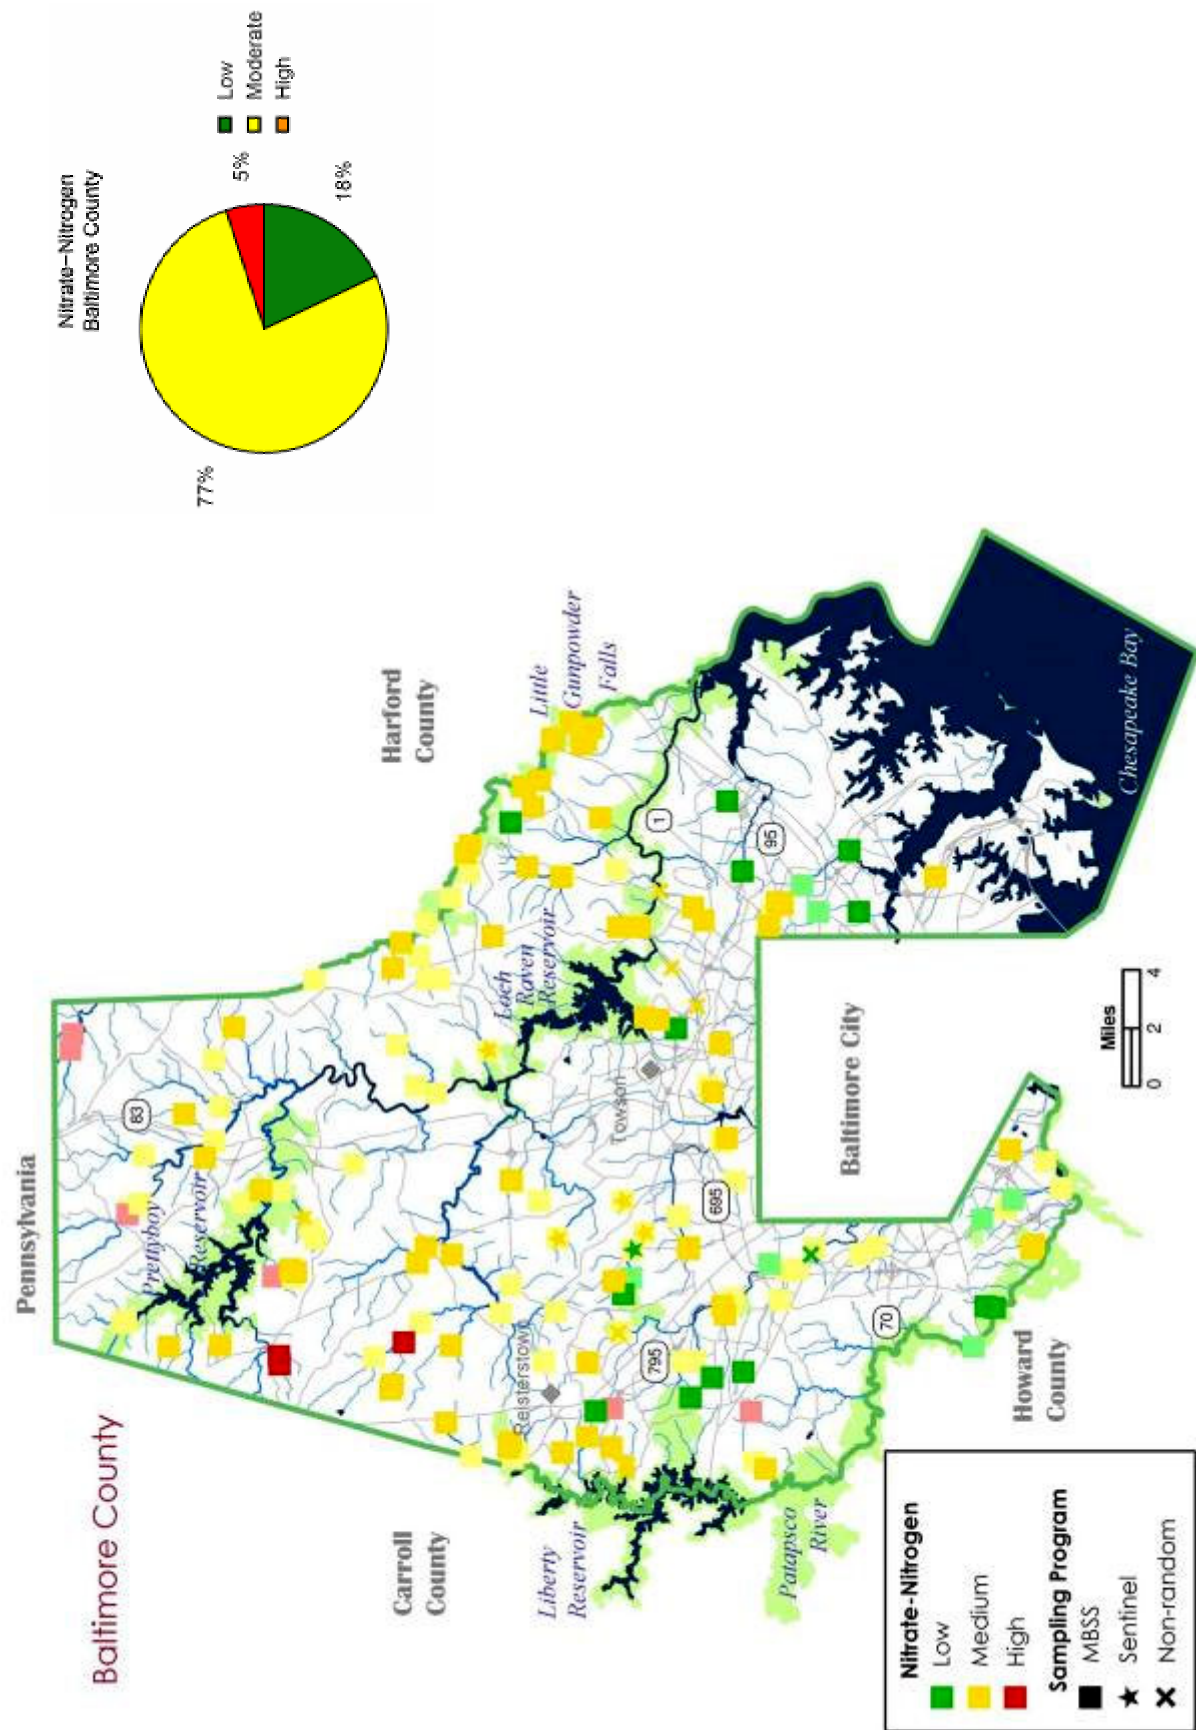 Baltimore County
Nitrate-Nitrogen
Baltimore County
77%
5%
18%
Low
Moderate
High
Pennsylvania
Harford
County
Carroll
County
Howard
County
Baltimore City
Prettyboy
Reservoir
Loch
Raven
Reservoir
Little
Gunpowder
Falls
Liberty
Reservoir
Patapsco
River
Chesapeake Bay
Reisterstown
Towson
83
1
95
695
795
70
Miles
0 2 4
Nitrate-Nitrogen
Low
Medium
High
Sampling Program
MBSS
Sentinel
Non-random